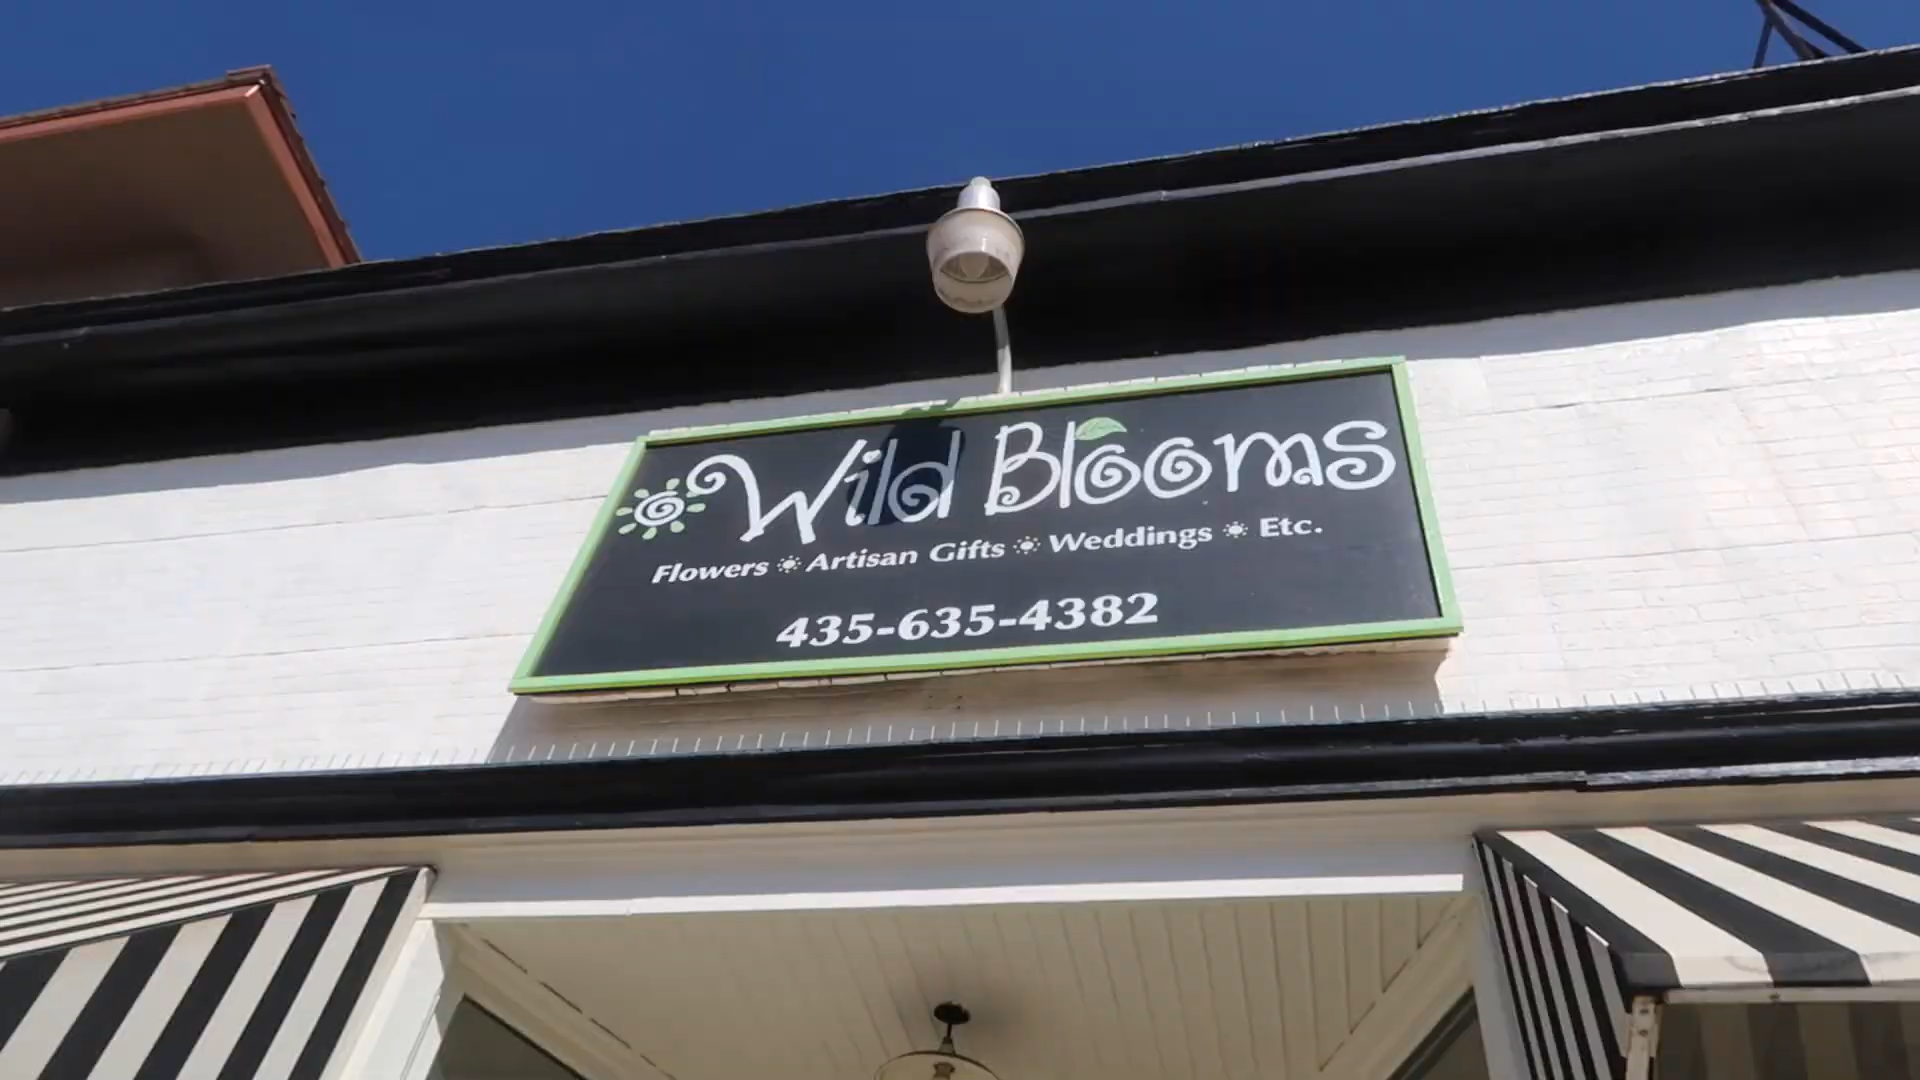 Wild Blooms
Flowers ☼ Artisan Gifts ☼ Weddings ☼ Etc.
435-635-4382